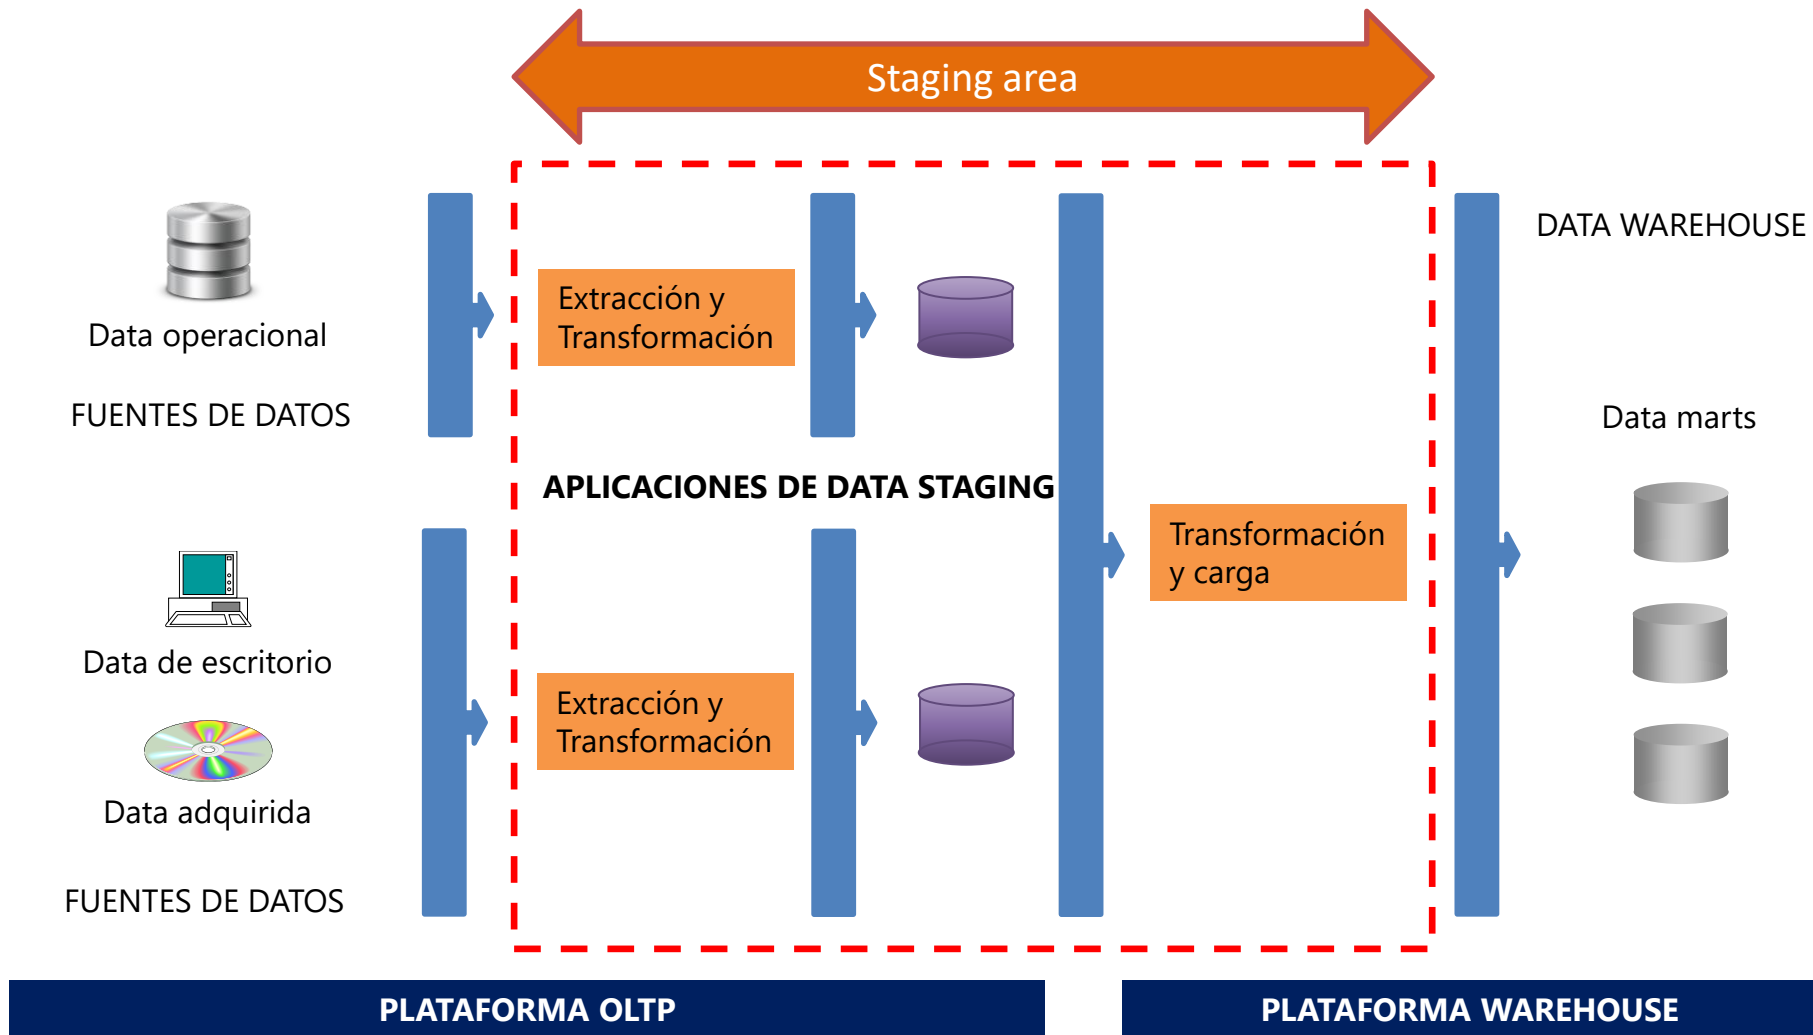 Staging area
Data operacional
FUENTES DE DATOS
Extracción y
Transformación
DATA WAREHOUSE
Data marts
APLICACIONES DE DATA STAGING
Transformación
y carga
Data de escritorio
Data adquirida
FUENTES DE DATOS
Extracción y
Transformación
PLATAFORMA OLTP
PLATAFORMA WAREHOUSE